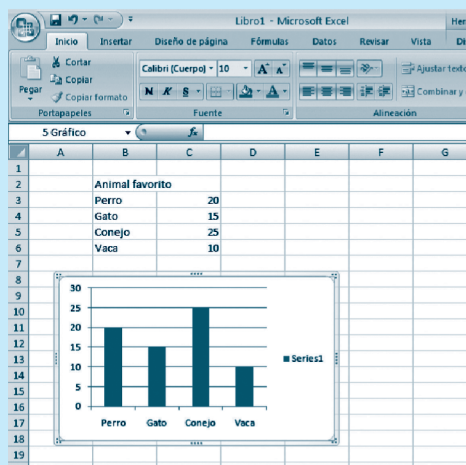 Libro1 - Microsoft Excel
Her
Inicio Insertar Diseño de página Fórmulas Datos Revisar Vista
Cortar
Copiar
Copiar formato
Pegar
Calibri (Cuerpo) 10 A A
N K S A
Ajustar texto
Combinar y
Portapapeles Fuente Alineación
5 Gráfico fx
A B C D E F G
1
2 Animal favorito
3 Perro 20
4 Gato 15
5 Conejo 25
6 Vaca 10
7
8
9
10
11
12
13
14
15
16
17
18
19
30
25
20
15
10
5
0
Perro Gato Conejo Vaca
Series1